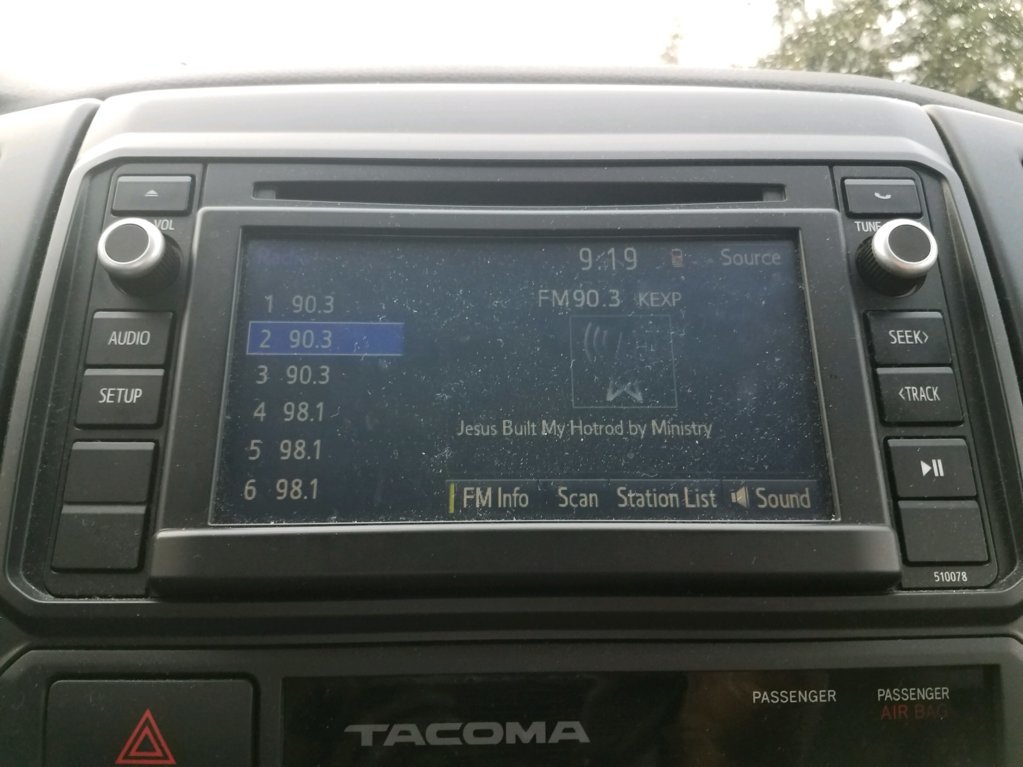 VOL
TUNE
9:19
Source
1 90.3
FM90.3 KEXP
AUDIO
2 90.3
SEEK>
3 90.3
SETUP
<TRACK
4 98.1
Jesus Built My Hotrod by Ministry
5 98.1
6 98.1
FM Info Scan Station List Sound
510078
PASSENGER
PASSENGER
AIR BAG
TACOMA